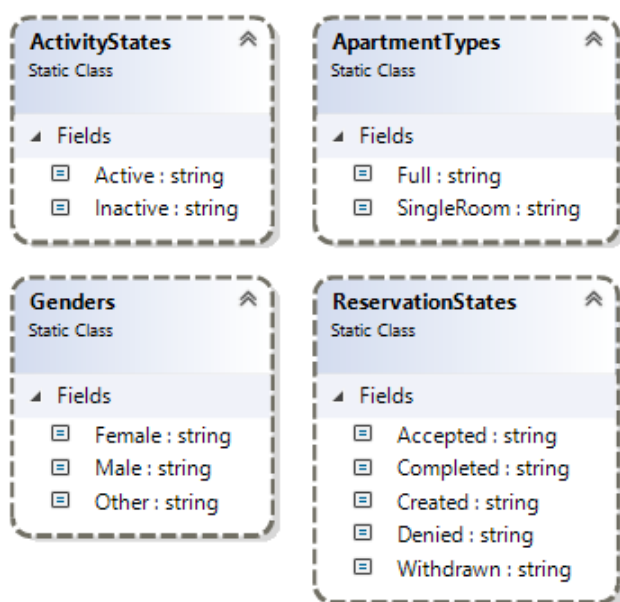 ActivityStates
Static Class
Fields
Active : string
Inactive : string
ApartmentTypes
Static Class
Fields
Full : string
SingleRoom : string
Genders
Static Class
Fields
Female : string
Male : string
Other : string
ReservationStates
Static Class
Fields
Accepted : string
Completed : string
Created : string
Denied : string
Withdrawn : string